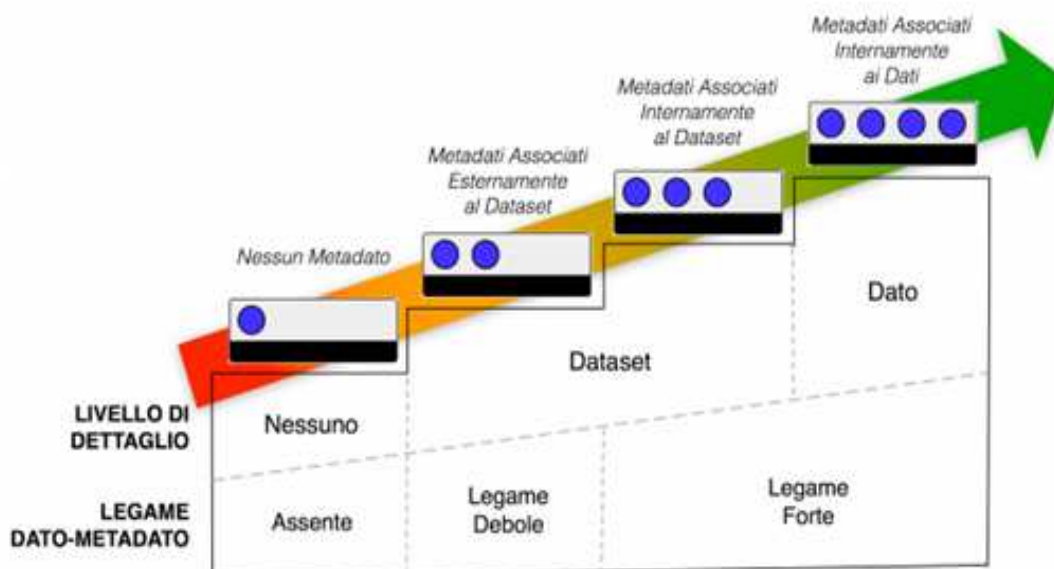 Metadati Associati
Internamente
ai Dati
Metadati Associati
Internamente
al Dataset
Metadati Associati
Esternamente
al Dataset
Nessun Metadato
Dato
Dataset
LIVELLO DI
DETTAGLIO
Nessuno
LEGAME
DATO-METADATO
Assente
Legame
Debole
Legame
Forte